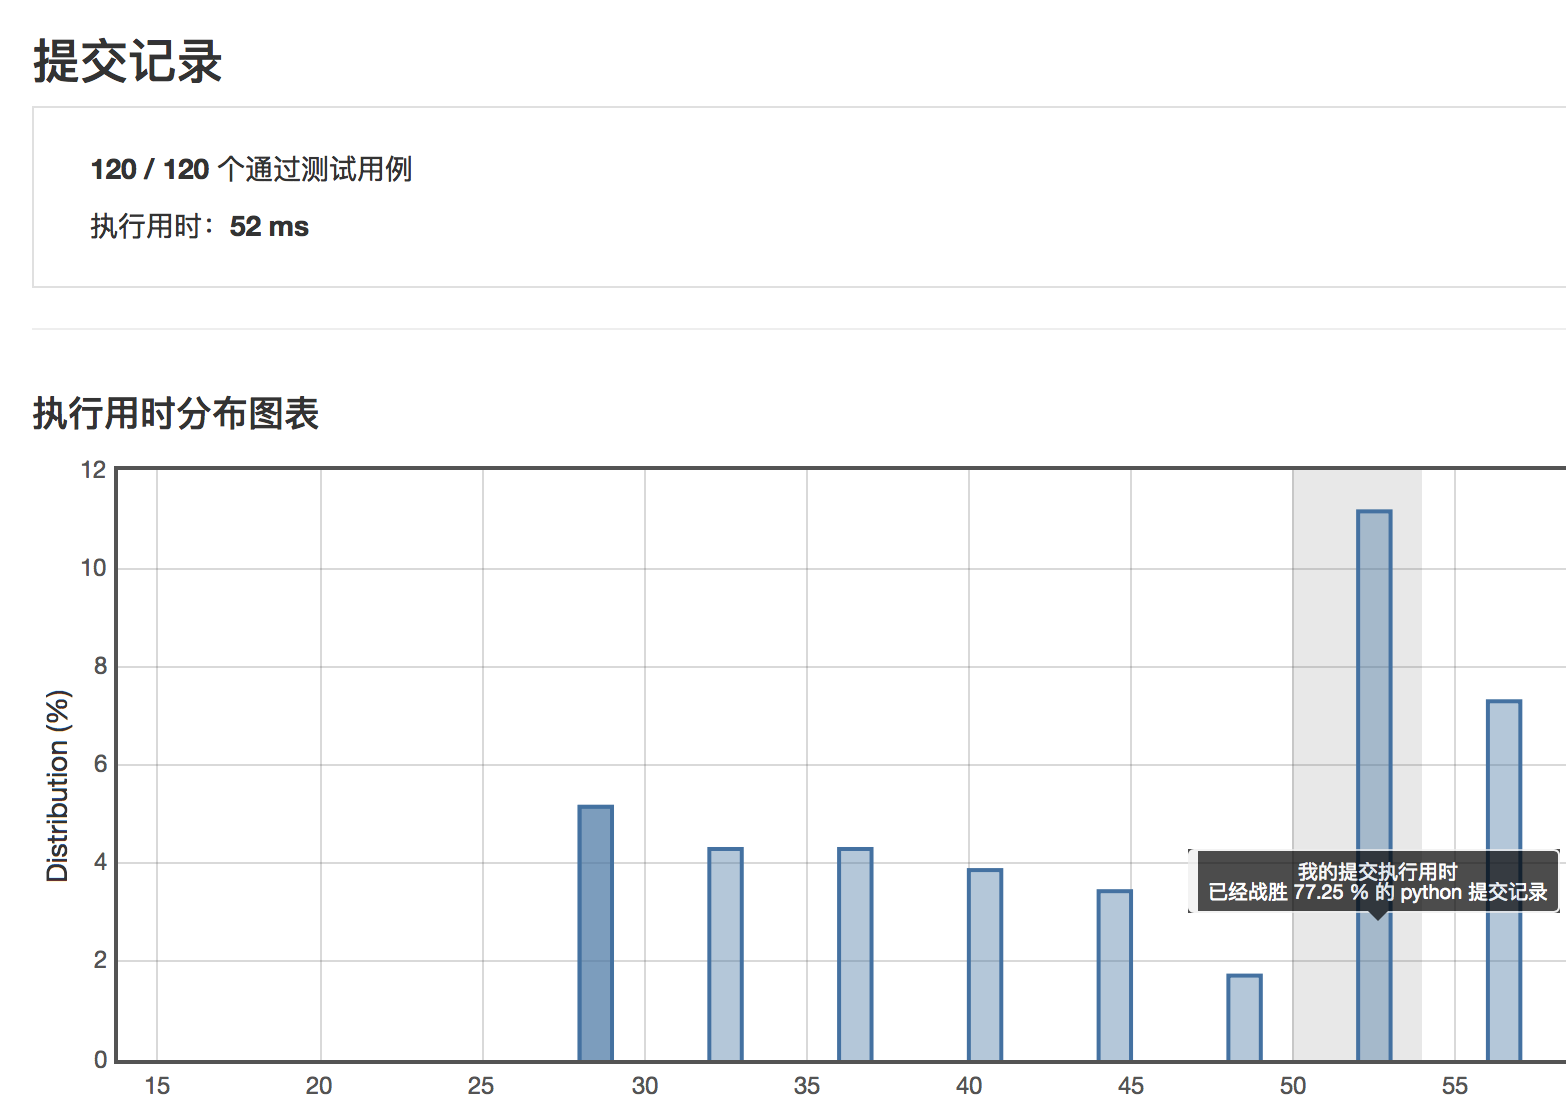 提交记录
120 / 120 个通过测试用例
执行用时：52 ms
执行用时分布图表
12
10
8
6
4
2
0
Distribution (%)
我的提交执行用时
已经战胜 77.25 % 的 python 提交记录
15 20 25 30 35 40 45 50 55